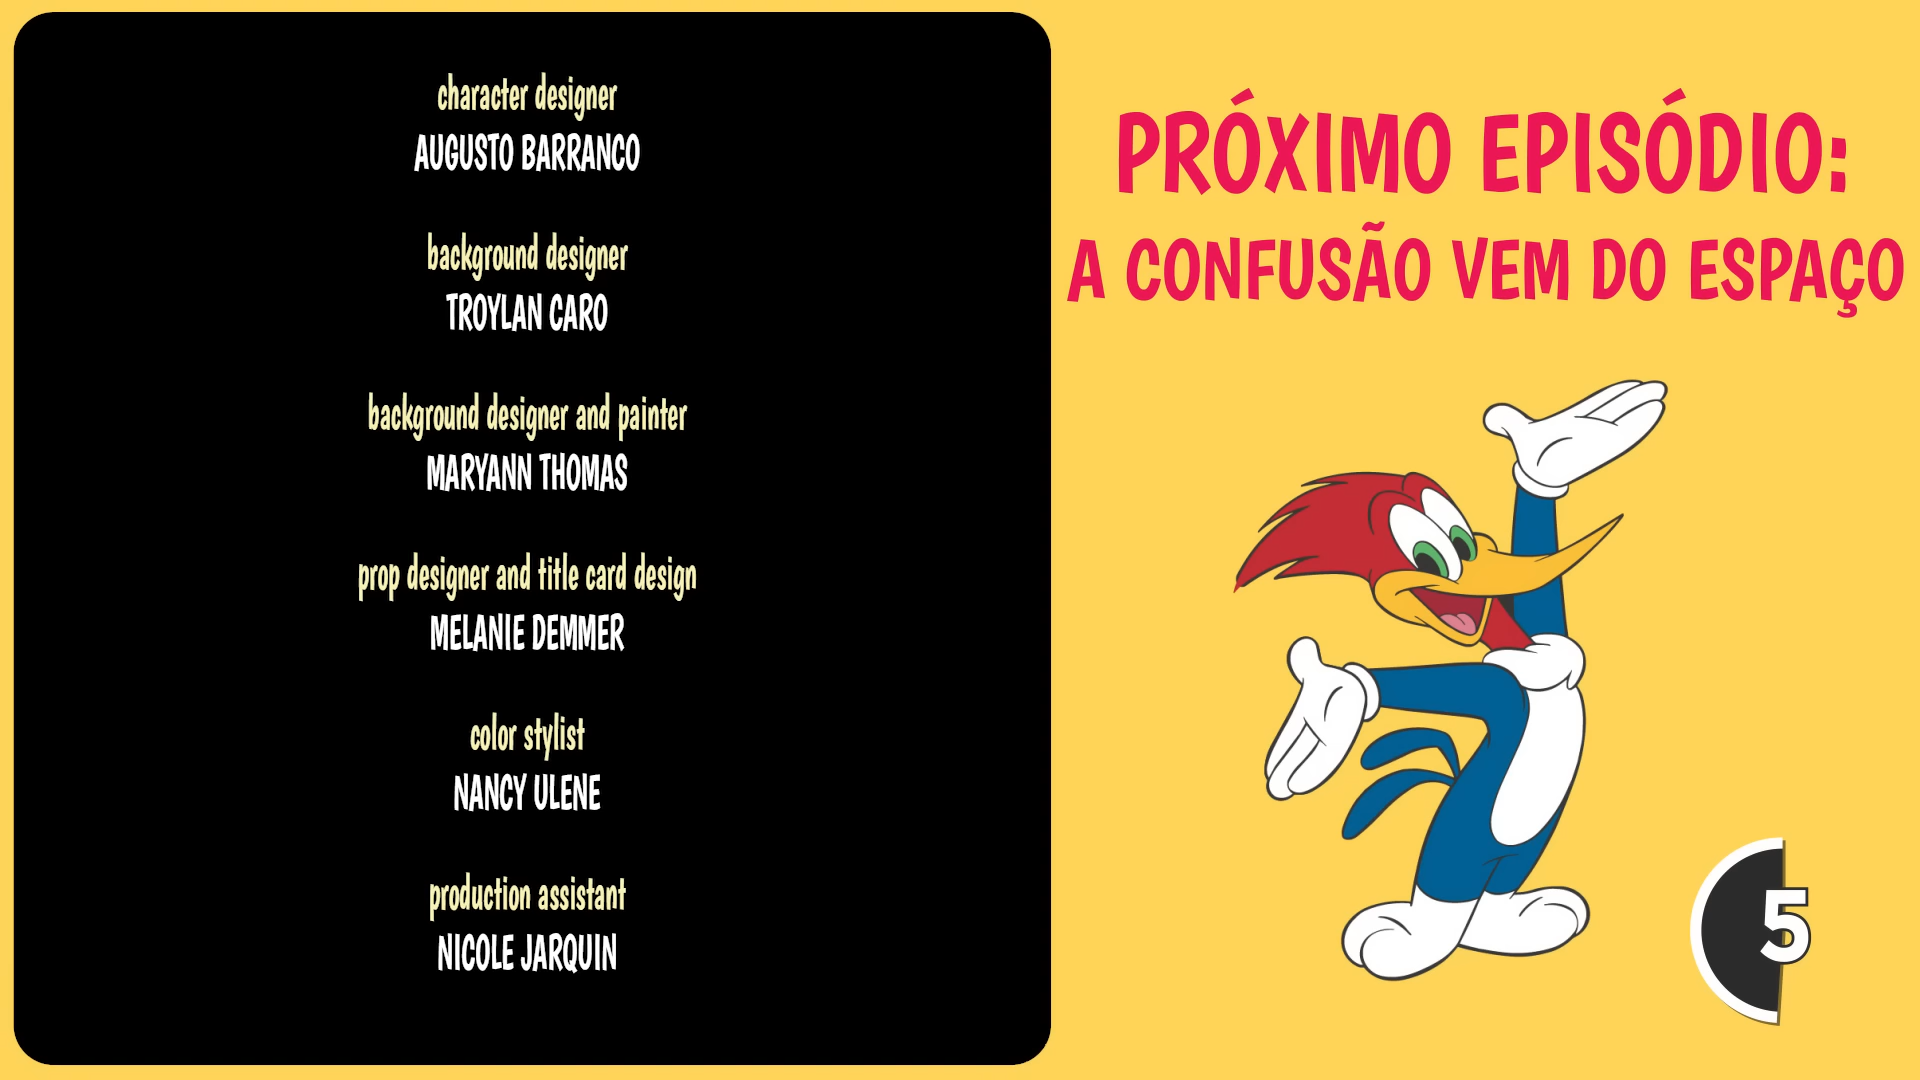 character designer
AUGUSTO BARRANCO
background designer
TROYLAN CARO
background designer and painter
MARYANN THOMAS
prop designer and title card design
MELANIE DEMMER
color stylist
NANCY ULENE
production assistant
NICOLE JARQUIN
PRÓXIMO EPISÓDIO:
A CONFUSÃO VEM DO ESPAÇO
5